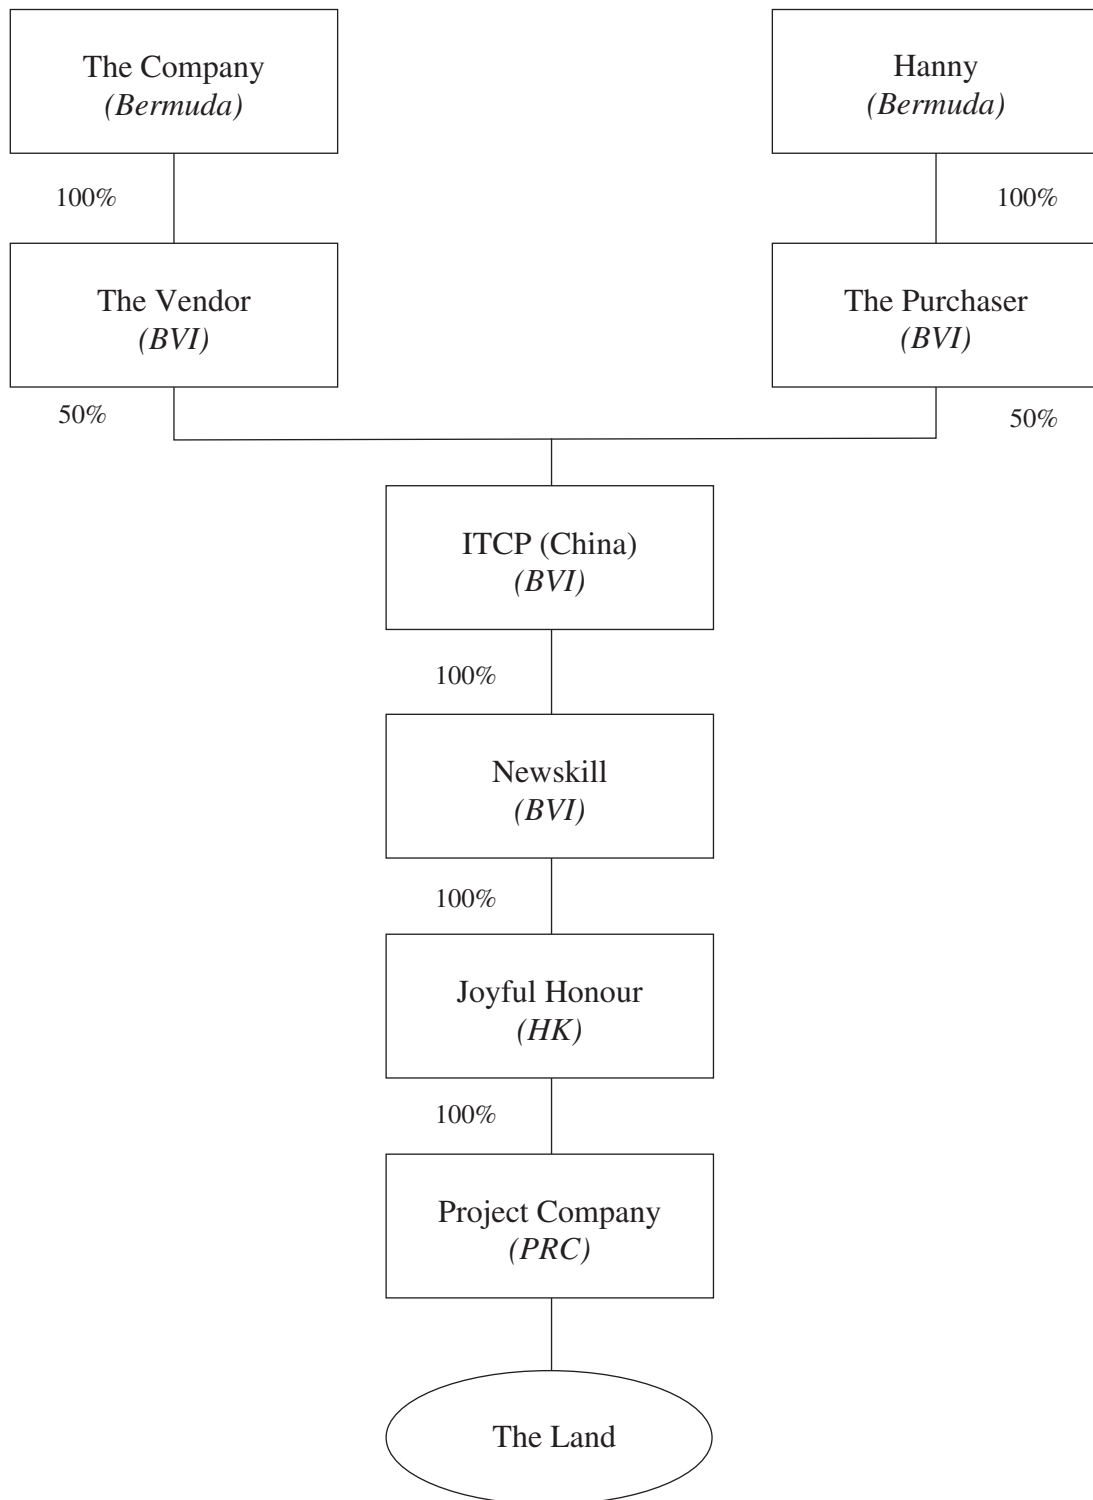 The Company
(Bermuda)
Hanny
(Bermuda)
100%
100%
The Vendor
(BVI)
The Purchaser
(BVI)
50%
50%
ITCP (China)
(BVI)
100%
Newskill
(BVI)
100%
Joyful Honour
(HK)
100%
Project Company
(PRC)
The Land